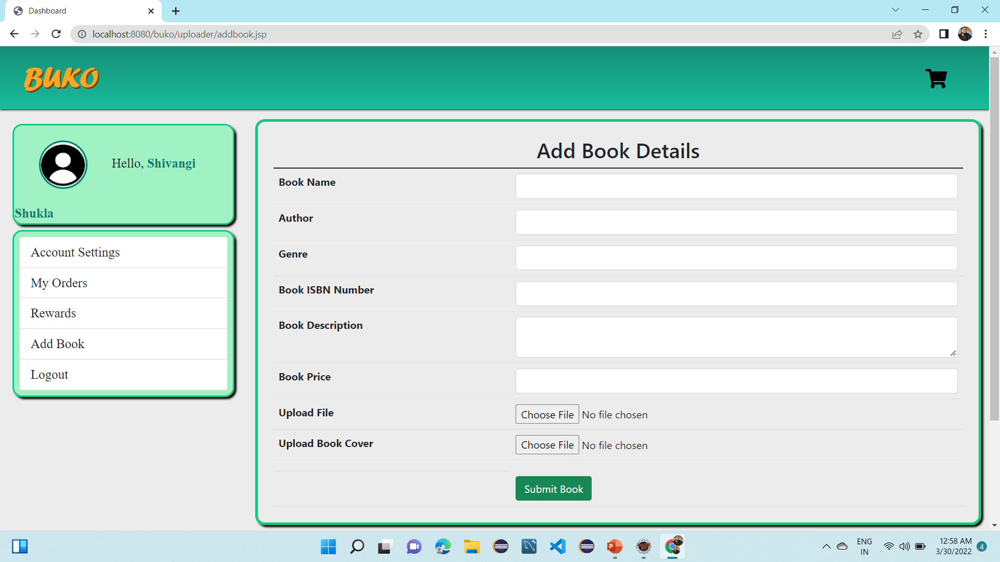 Dashboard
localhost:8080/buko/uploader/addbook.jsp
BUKO
Hello, Shivangi
Shukla
Account Settings
My Orders
Rewards
Add Book
Logout
Add Book Details
Book Name
Author
Genre
Book ISBN Number
Book Description
Book Price
Upload File
Choose File No file chosen
Upload Book Cover
Choose File No file chosen
Submit Book
ENG
IN
12:58 AM
3/30/2022
4